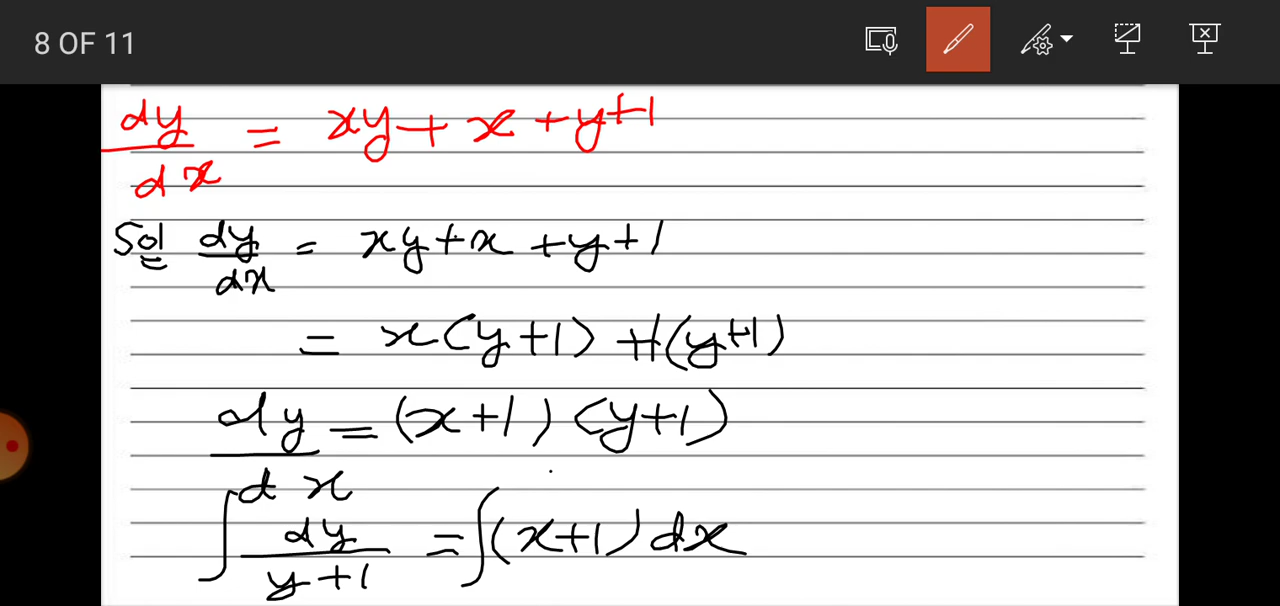 8 OF 11
dy/dx = xy + x + y + 1
Sol dy/dx = xy + x + y + 1
= x(y+1) + 1(y+1)
dy/dx = (x+1) (y+1)
∫ dy/y+1 = ∫(x+1) dx